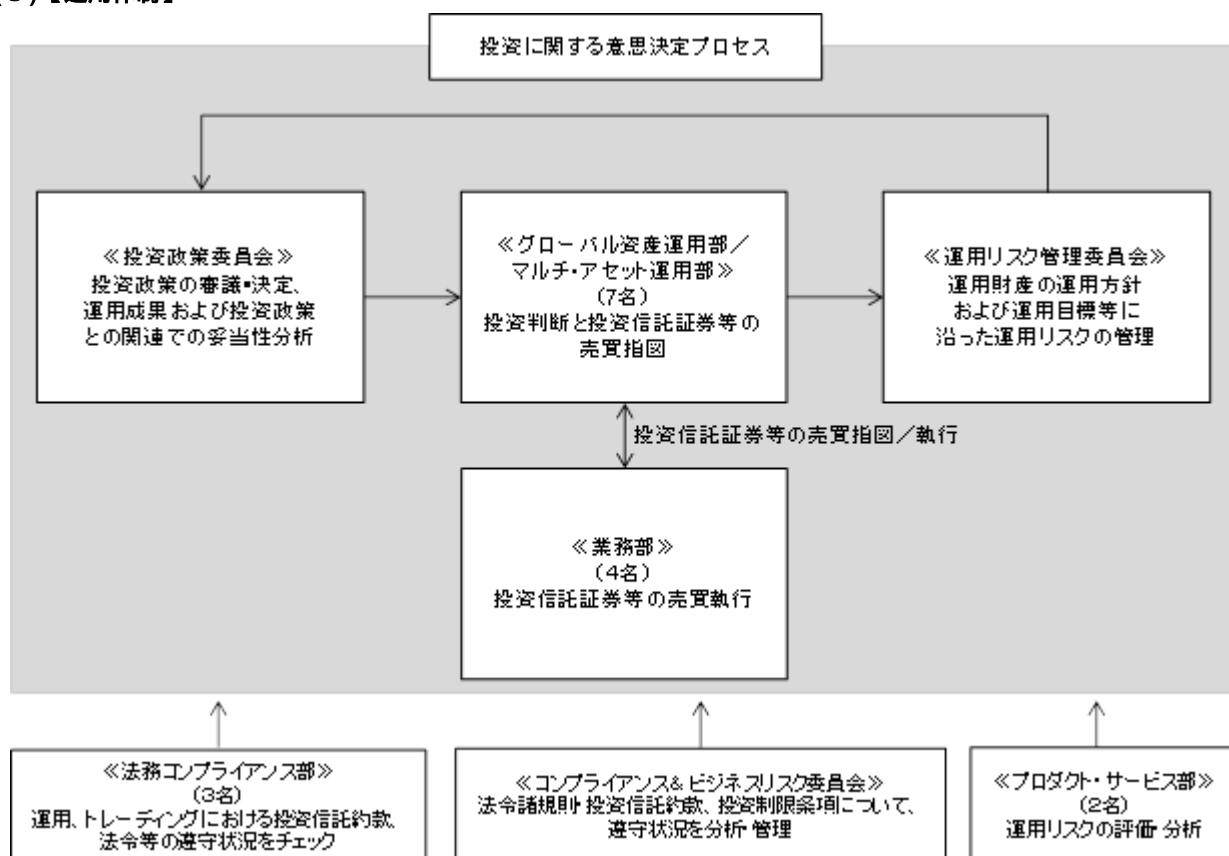 投資に関する意思決定プロセス
≪投資政策委員会≫
投資政策の審議・決定、
運用成果および投資政策
との関連での妥当性分析
≪グローバル資産運用部／
マルチ・アセット運用部≫
(7名)
投資判断と投資信託証券等の
売買指図
≪運用リスク管理委員会≫
運用財産の運用方針
および運用目標等に
沿った運用リスクの管理
投資信託証券等の売買指図／執行
≪業務部≫
(4名)
投資信託証券等の売買執行
≪法務コンプライアンス部≫
(3名)
運用、トレーディングにおける投資信託約款、
法令等の遵守状況をチェック
≪コンプライアンス&ビジネスリスク委員会≫
法令諸規則・投資信託約款、投資制限条項について、
遵守状況を分析・管理
≪プロダクト・サービス部≫
(2名)
運用リスクの評価・分析